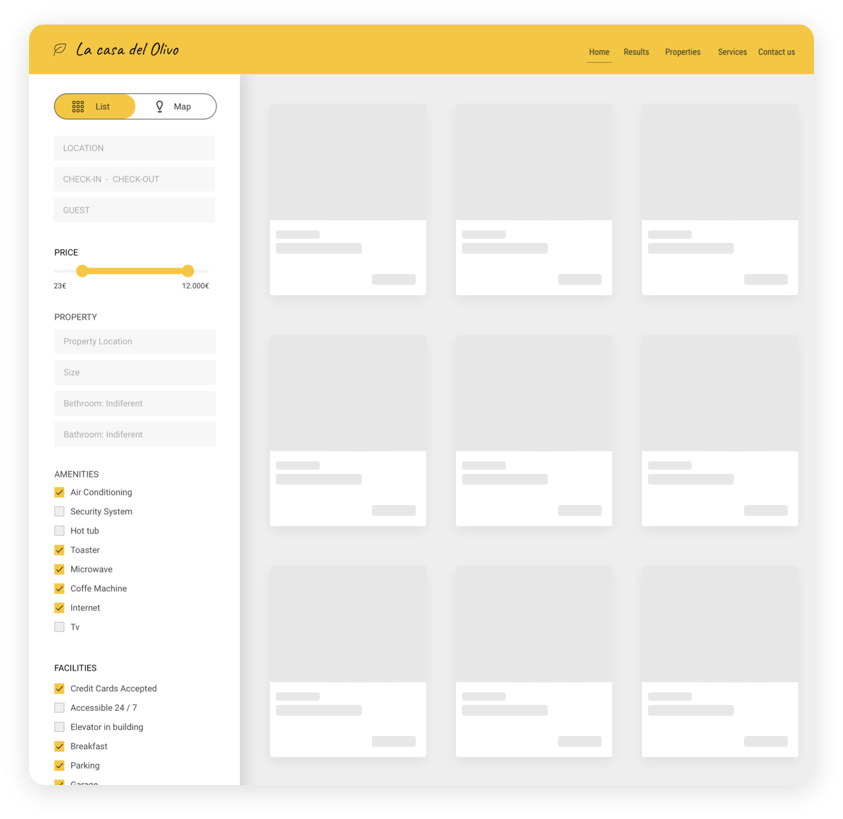 La casa del Olivo
Home Results Properties Services Contact us
List Map
LOCATION
CHECK-IN - CHECK-OUT
GUEST
PRICE
23€ 12.000€
PROPERTY
Property Location
Size
Bethroom: Indiferent
Bathroom: Indiferent
AMENITIES
Air Conditioning
Security System
Hot tub
Toaster
Microwave
Coffe Machine
Internet
Tv
FACILITIES
Credit Cards Accepted
Accessible 24 / 7
Elevator in building
Breakfast
Parking
Garage